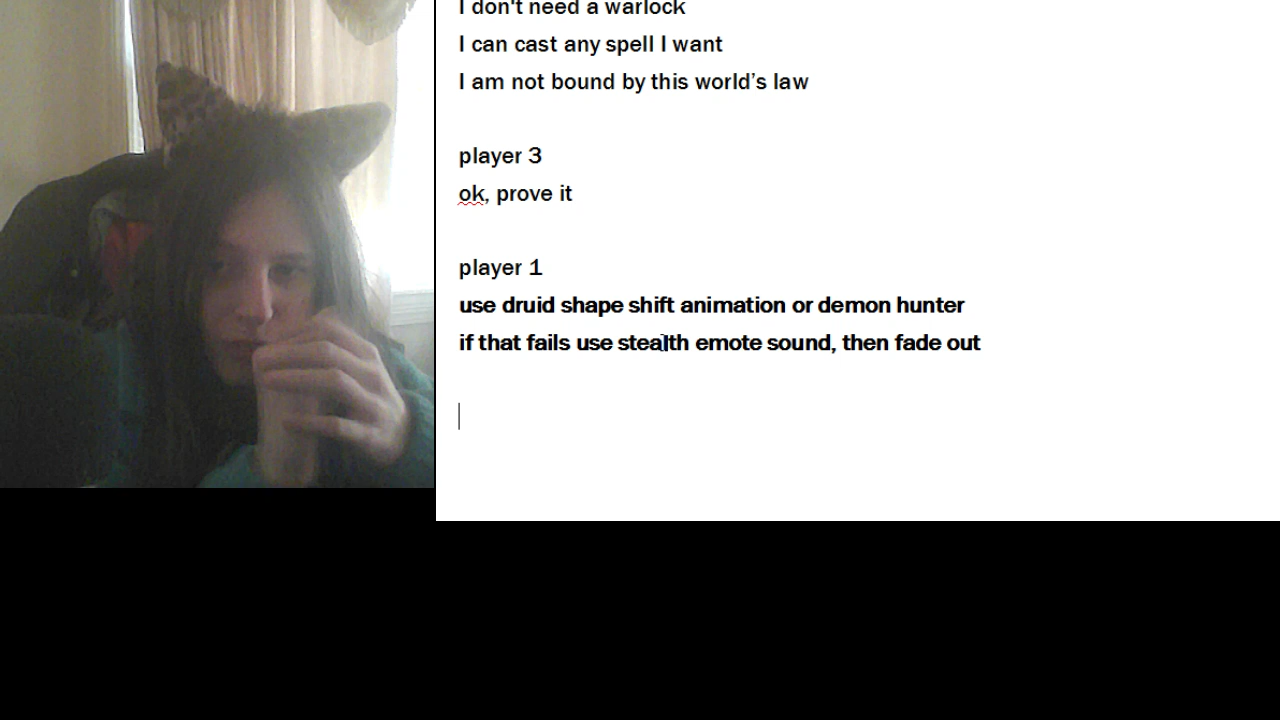 I don't need a warlock
I can cast any spell I want
I am not bound by this world’s law
player 3
ok, prove it
player 1
use druid shape shift animation or demon hunter
if that fails use stealth emote sound, then fade out